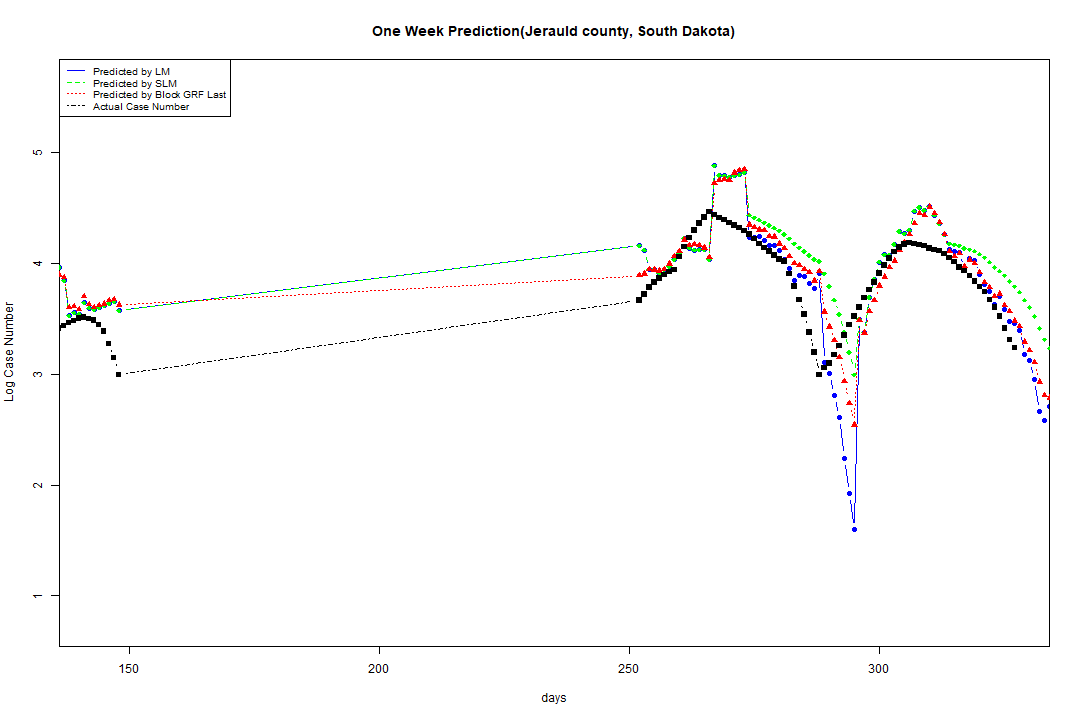 One Week Prediction(Jerauld county, South Dakota)
Predicted by LM
Predicted by SLM
Predicted by Block GRF Last
Actual Case Number
5
4
3
2
1
Log Case Number
150 200 250 300
days